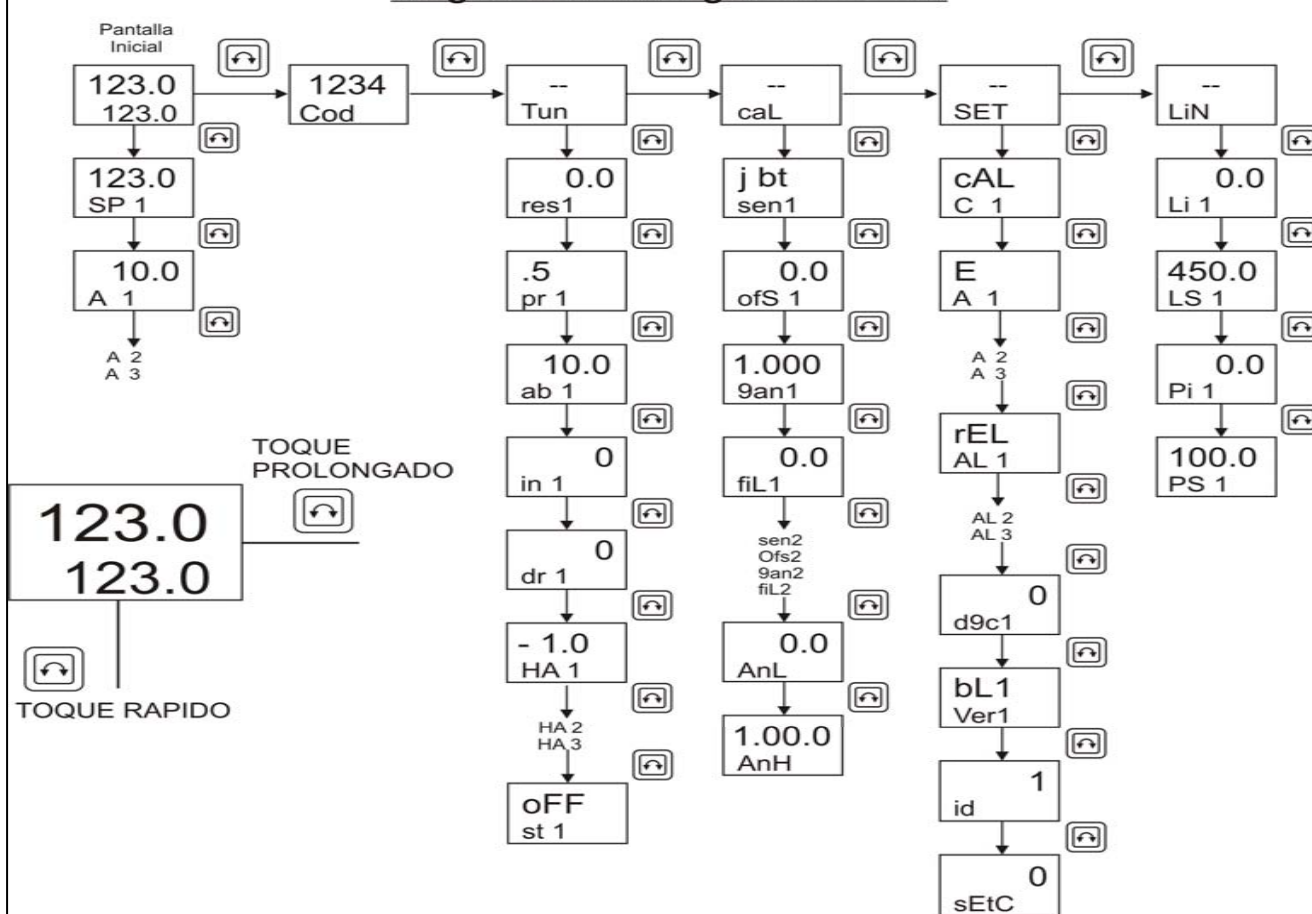 Pantalla
Inicial
123.0
123.0
1234
Cod
--
Tun
--
caL
--
SET
--
LiN
123.0
SP 1
10.0
A 1
A 2
A 3
0.0
res1
.5
pr 1
10.0
ab 1
0
in 1
0
dr 1
- 1.0
HA 1
HA 2
HA 3
oFF
st 1
j bt
sen1
0.0
ofS 1
1.000
9an1
0.0
fiL1
sen2
Ofs2
9an2
fiL2
0.0
AnL
1.00.0
AnH
cAL
C 1
E
A 1
A 2
A 3
rEL
AL 1
AL 2
AL 3
0
d9c1
bL1
Ver1
1
id
0
sEtC
0.0
Li 1
450.0
LS 1
0.0
Pi 1
100.0
PS 1
TOQUE
PROLONGADO
123.0
123.0
TOQUE RAPIDO